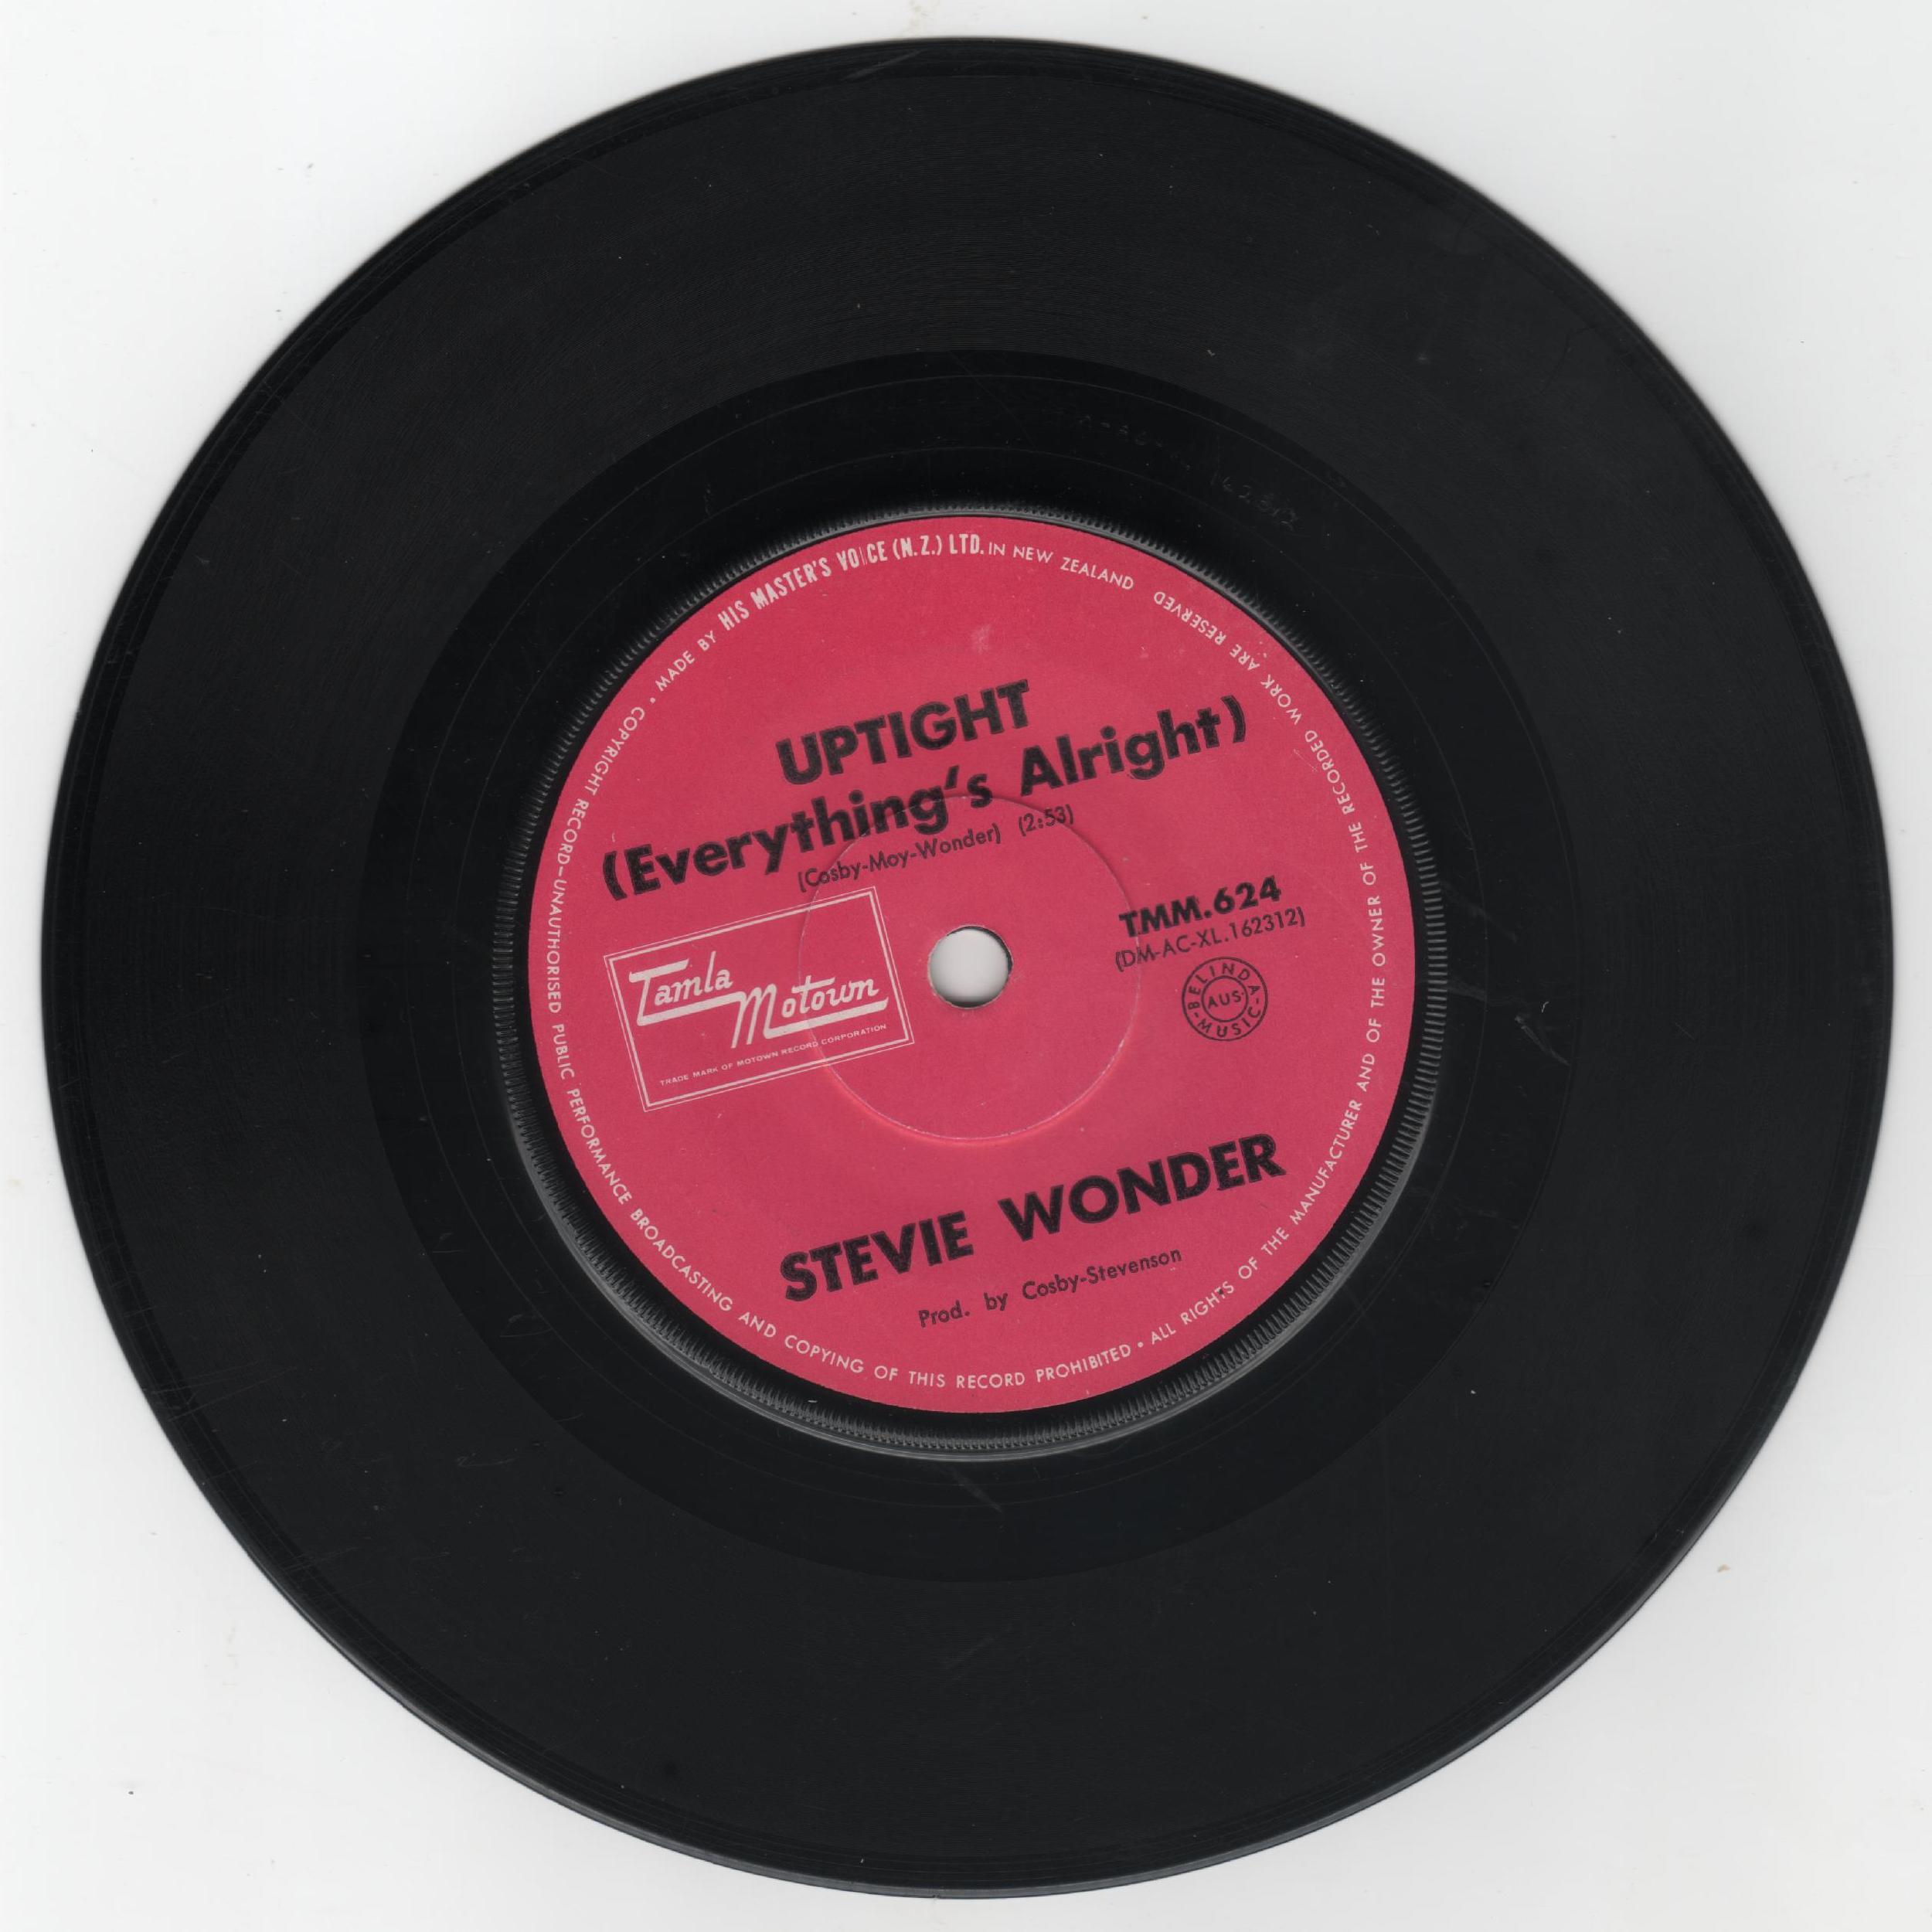 MADE BY HIS MASTER'S VOICE (N.Z.) LTD. IN NEW ZEALAND
COPYRIGHT RECORD—UNAUTHORISED PUBLIC PERFORMANCE BROADCASTING AND COPYING OF THIS RECORD PROHIBITED • ALL RIGHTS OF THE MANUFACTURER AND OF THE OWNER OF THE RECORDED WORK ARE RESERVED •
UPTIGHT
(Everything's Alright)
[Cosby-Moy-Wonder) (2:53)
Tamla
Motown
TRADE MARK OF MOTOWN RECORD CORPORATION
TMM.624
(DM-AC-XL.162312)
BELINDA
AUS.
MUSIC
STEVIE WONDER
Prod. by Cosby-Stevenson
162312